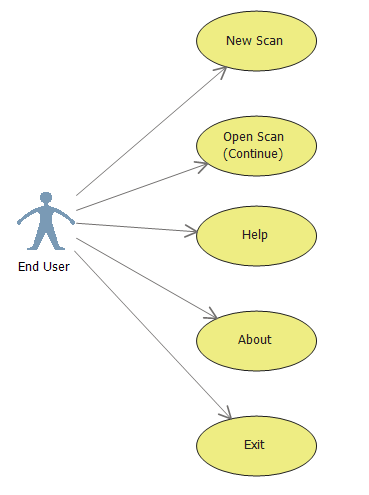 New Scan
Open Scan
(Continue)
Help
End User
About
Exit